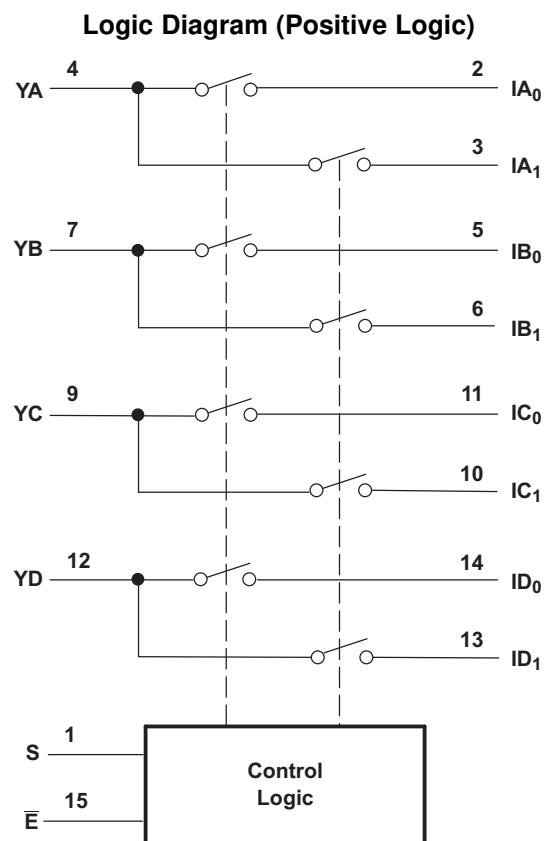 Logic Diagram (Positive Logic)
YA 4 2 IA0
3 IA1
YB 7 5 IB0
6 IB1
YC 9 11 IC0
10 IC1
YD 12 14 ID0
13 ID1
S 1
Control
Logic
E̅ 15